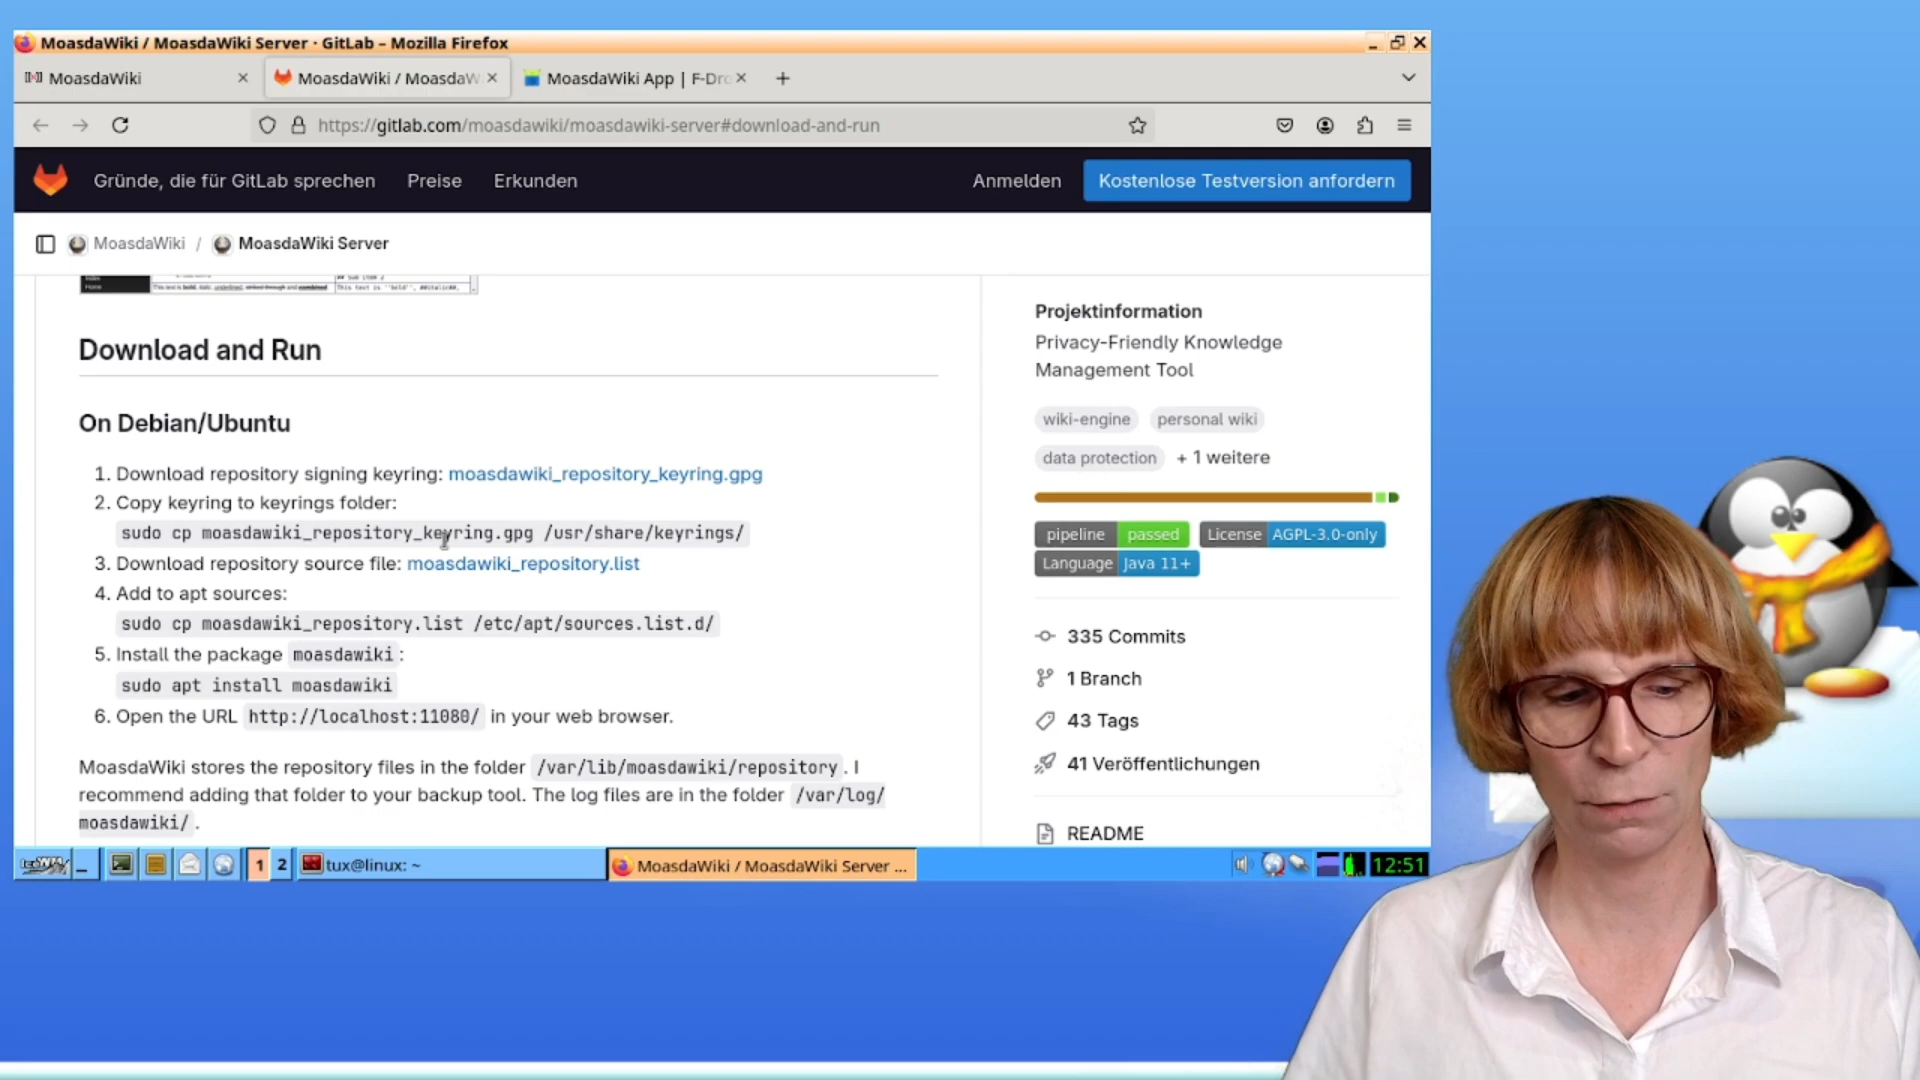 MoasdaWiki / MoasdaWiki Server · GitLab – Mozilla Firefox
MoasdaWiki
MoasdaWiki / MoasdaW
MoasdaWiki App | F-Dro
https://gitlab.com/moasdawiki/moasdawiki-server#download-and-run
Gründe, die für GitLab sprechen
Preise
Erkunden
Anmelden
Kostenlose Testversion anfordern
MoasdaWiki / MoasdaWiki Server
Home
Download and Run
On Debian/Ubuntu
1. Download repository signing keyring: moasdawiki_repository_keyring.gpg
2. Copy keyring to keyrings folder:
sudo cp moasdawiki_repository_keyring.gpg /usr/share/keyrings/
3. Download repository source file: moasdawiki_repository.list
4. Add to apt sources:
sudo cp moasdawiki_repository.list /etc/apt/sources.list.d/
5. Install the package moasdawiki:
sudo apt install moasdawiki
6. Open the URL http://localhost:11080/ in your web browser.
MoasdaWiki stores the repository files in the folder /var/lib/moasdawiki/repository. I
recommend adding that folder to your backup tool. The log files are in the folder /var/log/
moasdawiki/.
Projektinformation
Privacy-Friendly Knowledge
Management Tool
wiki-engine
personal wiki
data protection
+ 1 weitere
pipeline passed
License AGPL-3.0-only
Language Java 11+
335 Commits
1 Branch
43 Tags
41 Veröffentlichungen
README
1 2
tux@linux: ~
MoasdaWiki / MoasdaWiki Server ...
12:51